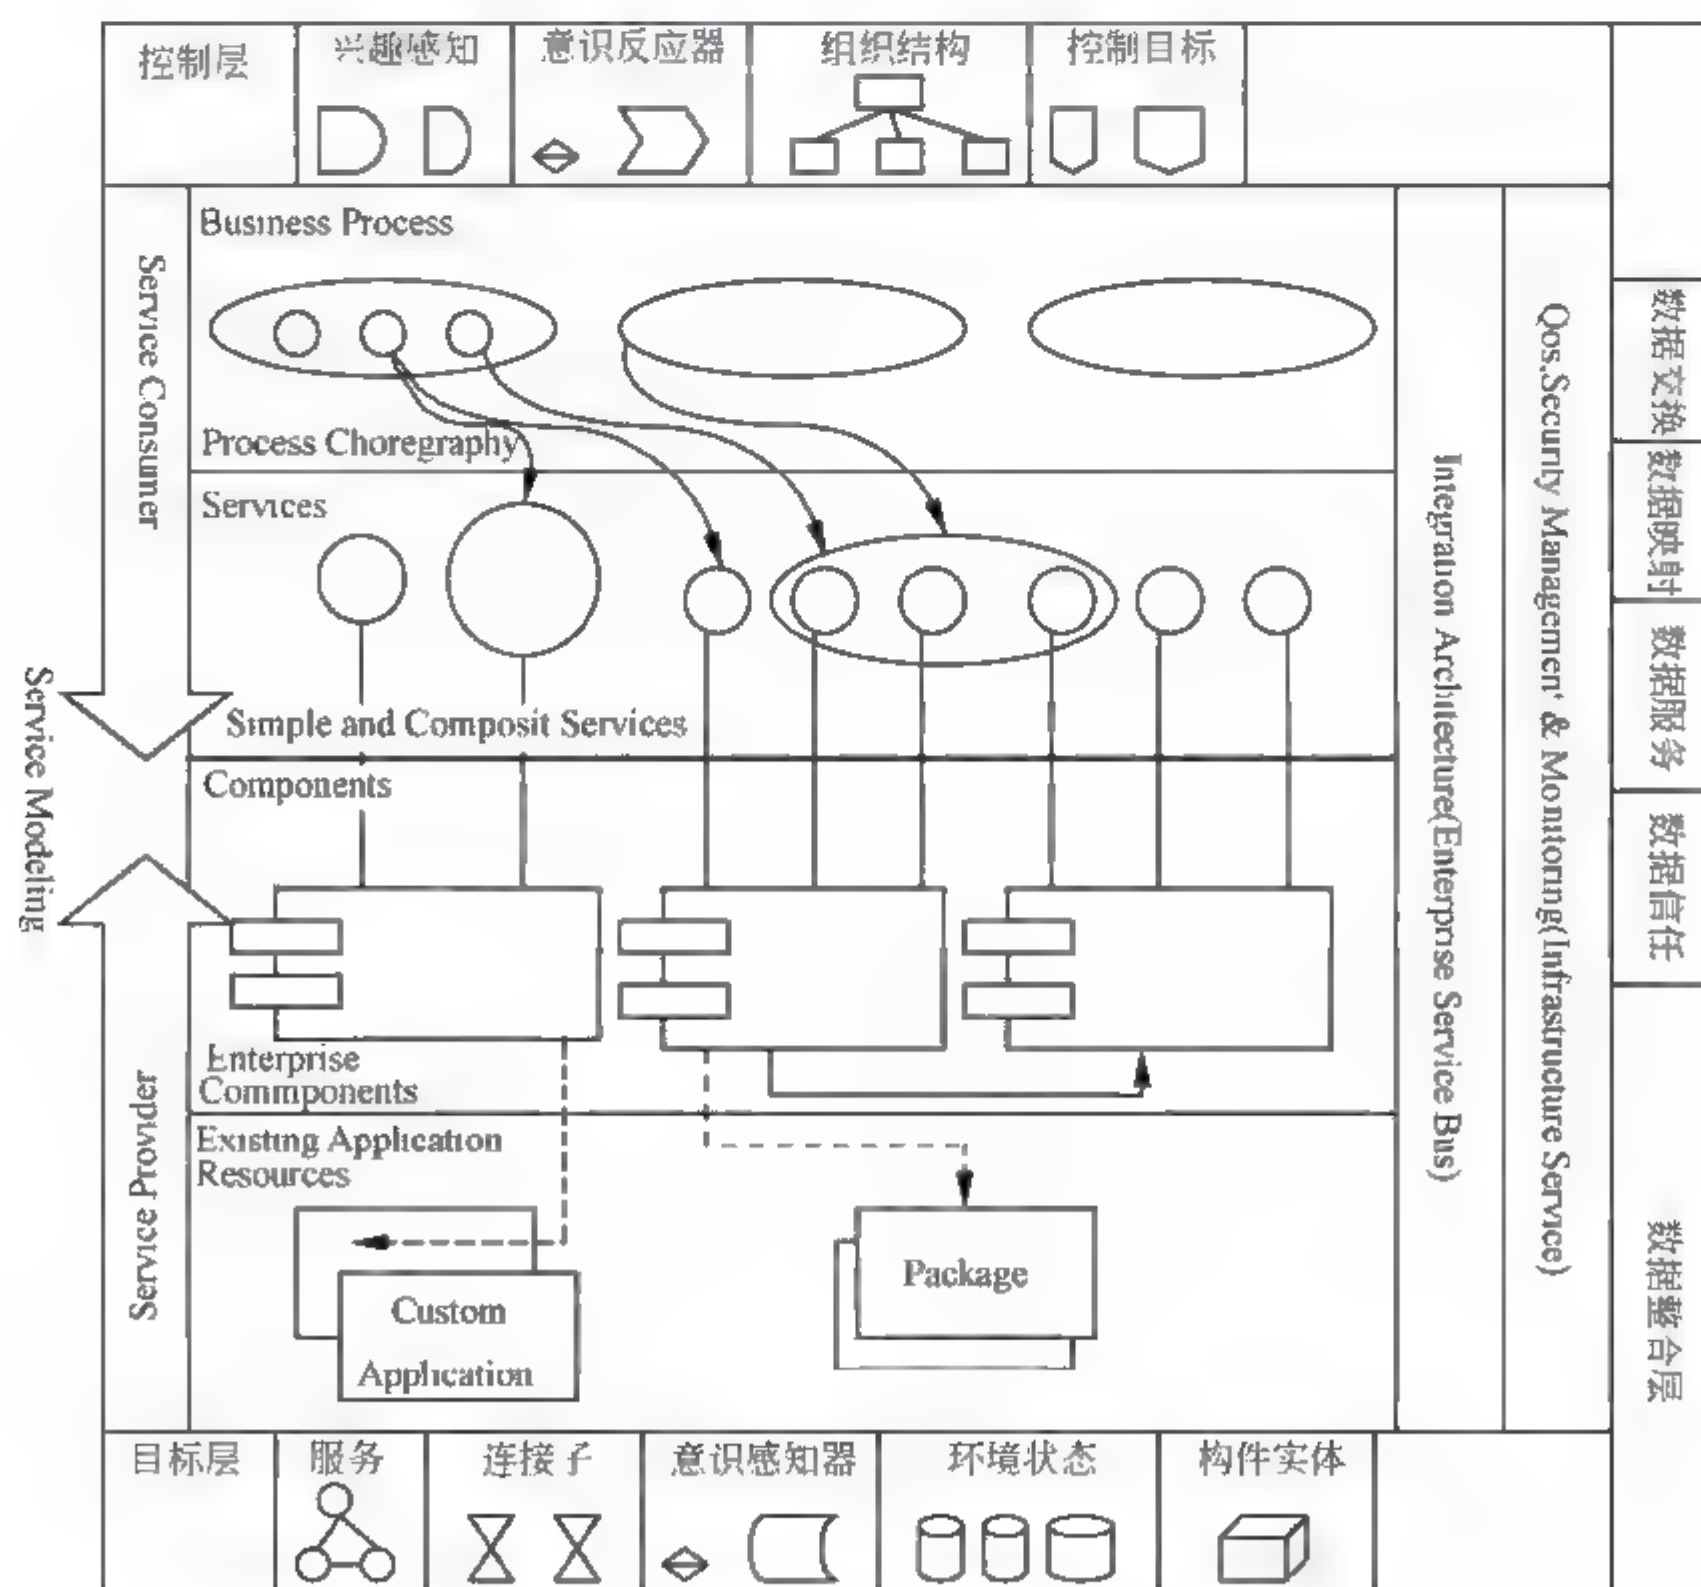 控制层
兴趣感知
意识反应器
组织结构
控制目标
Business Process
Process Choregraphy
Services
Simple and Composit Services
Components
Enterprise
Commponents
Existing Application
Resources
Custom
Application
Package
Service Consumer
Service Modeling
Service Provider
Integration Architecture(Enterprise Service Bus)
Qos.Security Management & Monitoring(Infrastructure Service)
数据交换
数据映射
数据服务
数据信任
数据整合层
目标层
服务
连接子
意识感知器
环境状态
构件实体